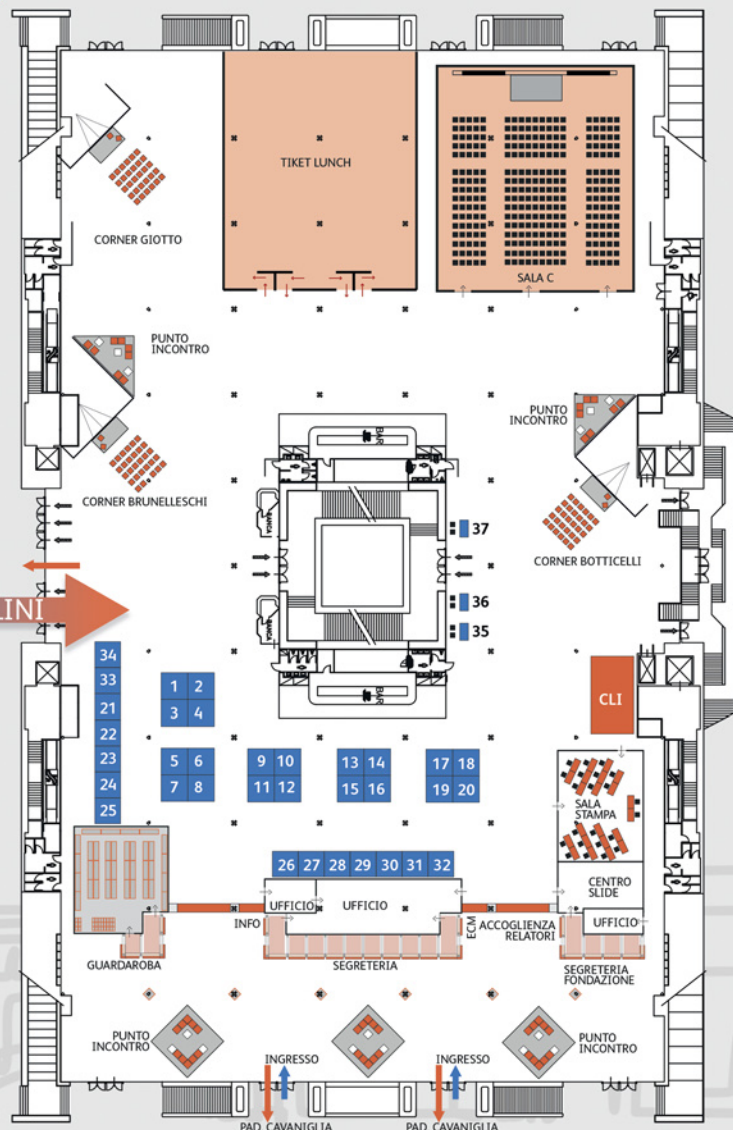 TIKET LUNCH
SALA C
CORNER GIOTTO
PUNTO
INCONTRO
PUNTO
INCONTRO
BAR
CORNER BRUNELLESCHI
BANCA
37
CORNER BOTTICELLI
LINI
36
BANCA
35
34
33
1 2
CLI
21
3 4
BAR
22
23
5 6
9 10
13 14
17 18
24
7 8
11 12
15 16
19 20
25
SALA
STAMPA
26 27 28 29 30 31 32
CENTRO
SLIDE
UFFICIO
UFFICIO
INFO
ECM
ACCOGLIENZA
RELATORI
UFFICIO
GUARDAROBA
SEGRETERIA
SEGRETERIA
FONDAZIONE
PUNTO
INCONTRO
PUNTO
INCONTRO
INGRESSO
INGRESSO
PAD. CAVANIGLIA
PAD. CAVANIGLIA